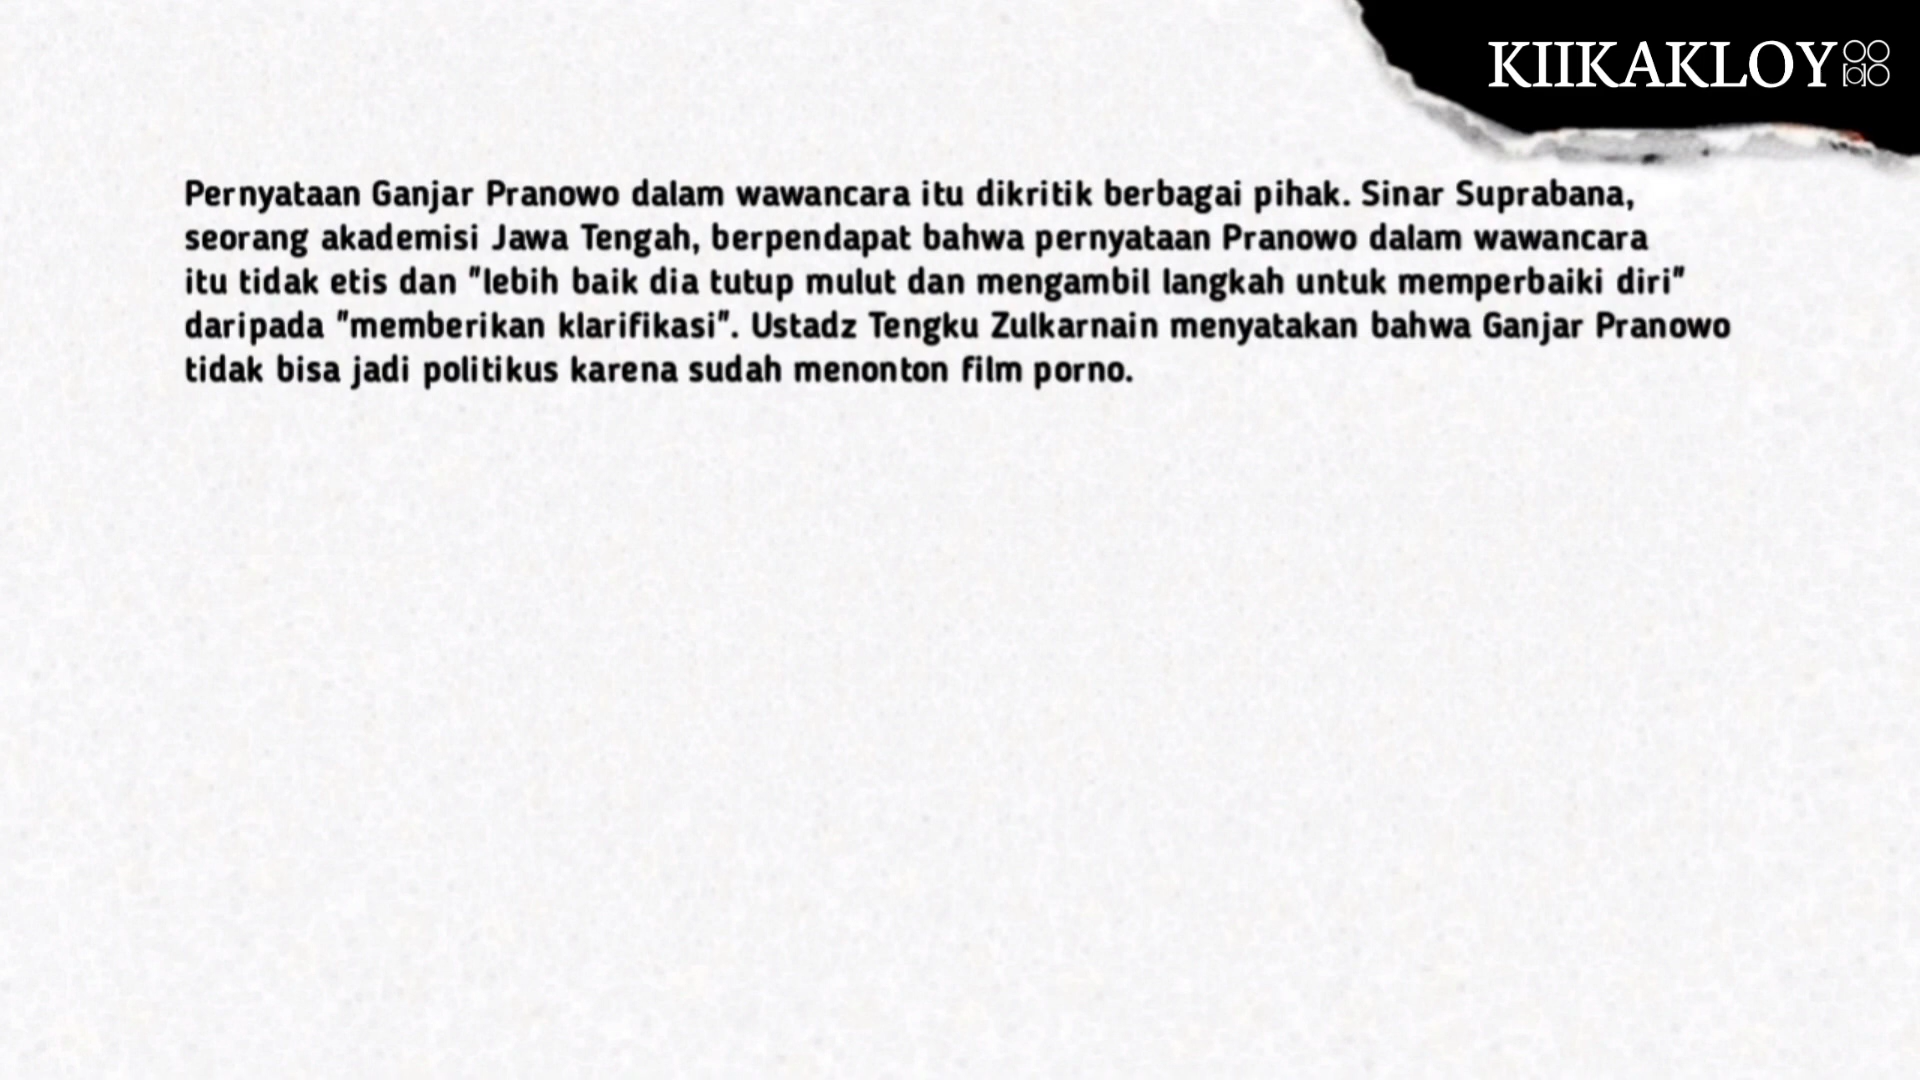 KIIKAKLOY
Pernyataan Ganjar Pranowo dalam wawancara itu dikritik berbagai pihak. Sinar Suprabana,
seorang akademisi Jawa Tengah, berpendapat bahwa pernyataan Pranowo dalam wawancara
itu tidak etis dan "lebih baik dia tutup mulut dan mengambil langkah untuk memperbaiki diri"
daripada "memberikan klarifikasi". Ustadz Tengku Zulkarnain menyatakan bahwa Ganjar Pranowo
tidak bisa jadi politikus karena sudah menonton film porno.